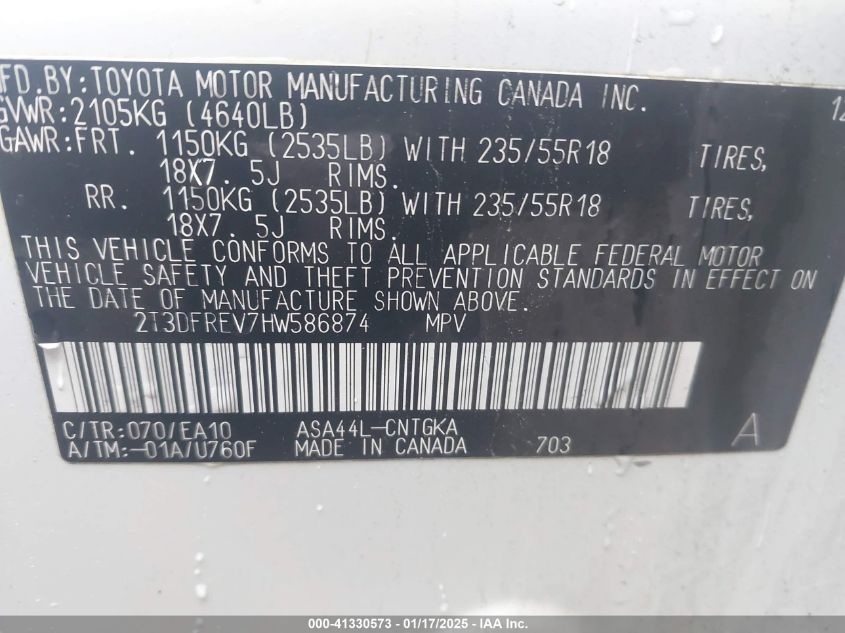 FD. BY: TOYOTA MOTOR MANUFACTURING CANADA INC. 12
GVWR: 2105KG (4640LB)
GAWR: FRT. 1150KG (2535LB) WITH 235/55R18 TIRES,
18X7. 5J RIMS.
RR. 1150KG (2535LB) WITH 235/55R18 TIRES,
18X7. 5J RIMS.
THIS VEHICLE CONFORMS TO ALL APPLICABLE FEDERAL MOTOR
VEHICLE SAFETY AND THEFT PREVENTION STANDARDS IN EFFECT ON
THE DATE OF MANUFACTURE SHOWN ABOVE.
2T3DFREV7HW586874 MPV
C/TR: 070/EA10 ASA44L-CNTGKA A
A/TM: -01A/U760F MADE IN CANADA 703
000-41330573 — 01/17/2025 — IAA Inc.